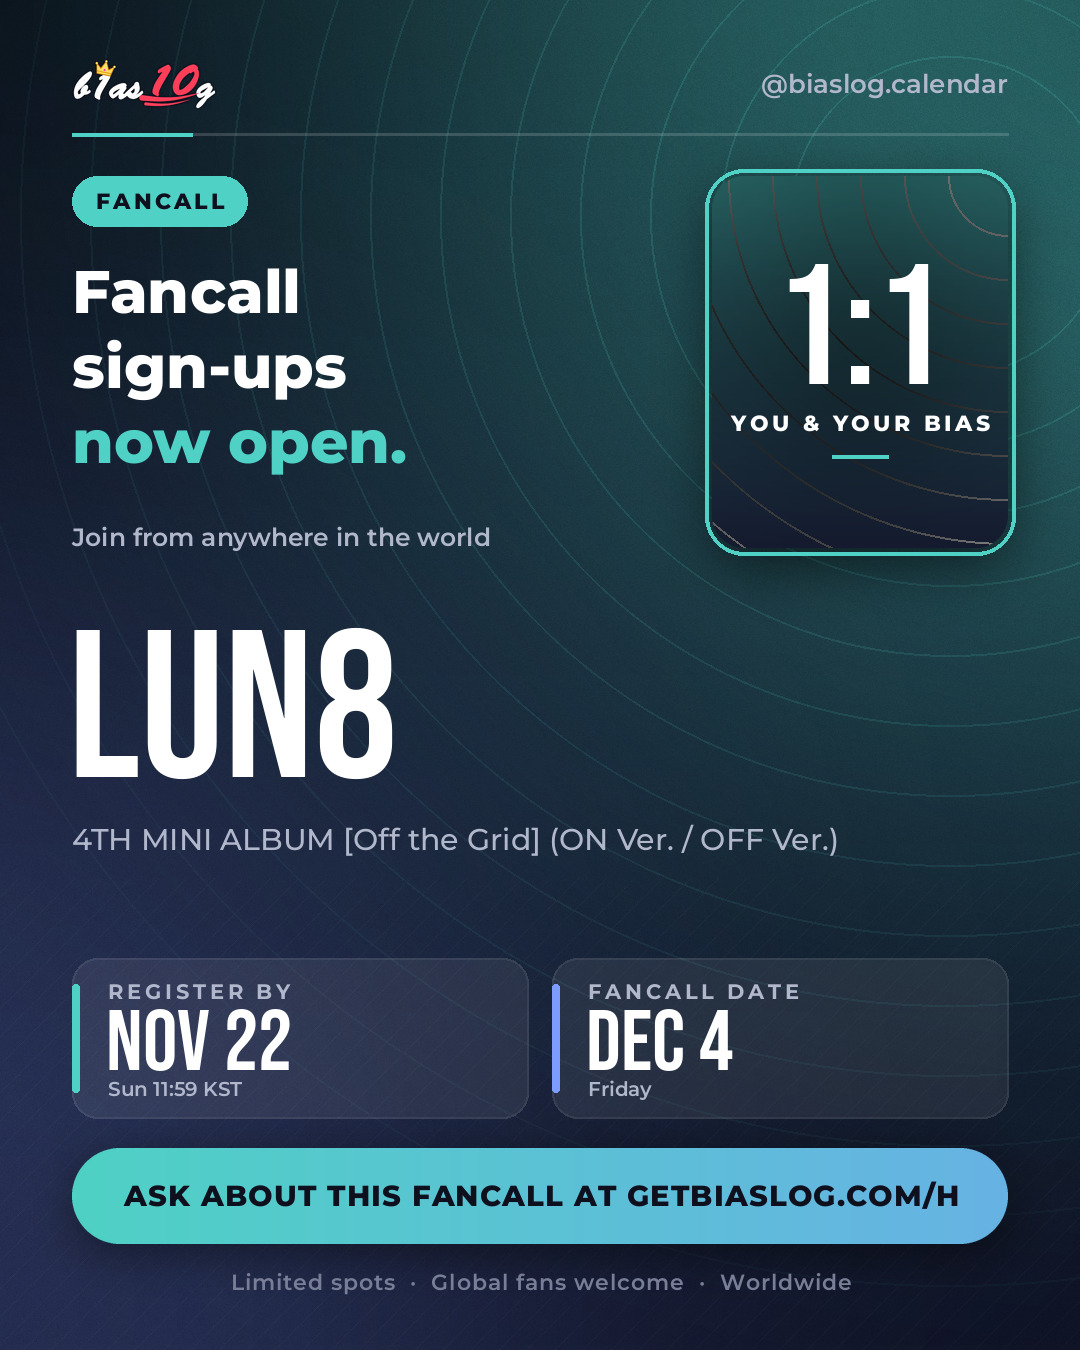 b1as10g
@biaslog.calendar
FANCALL
Fancall
sign-ups
now open.
Join from anywhere in the world
1:1
YOU & YOUR BIAS
LUN8
4TH MINI ALBUM [Off the Grid] (ON Ver. / OFF Ver.)
REGISTER BY
NOV 22
Sun 11:59 KST
FANCALL DATE
DEC 4
Friday
ASK ABOUT THIS FANCALL AT GETBIASLOG.COM/H
Limited spots · Global fans welcome · Worldwide